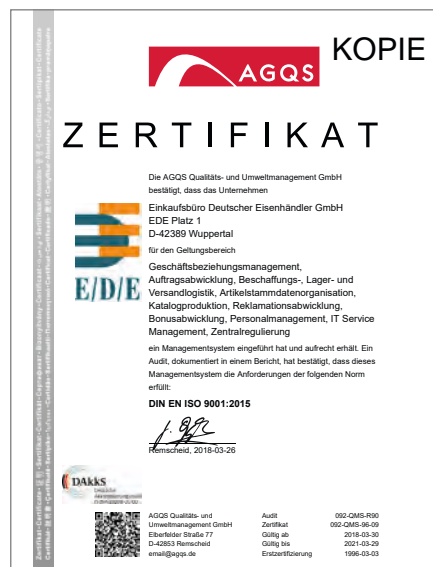 KOPIE
AGQS
ZERTIFIKAT
Die AGQS Qualitäts- und Umweltmanagement GmbH
bestätigt, dass das Unternehmen
Einkaufsbüro Deutscher Eisenhändler GmbH
EDE Platz 1
D-42389 Wuppertal
für den Geltungsbereich
E/D/E
Geschäftsbeziehungsmanagement,
Auftragsabwicklung, Beschaffungs-, Lager- und
Versandlogistik, Artikelstammdatenorganisation,
Katalogproduktion, Reklamationsabwicklung,
Bonusabwicklung, Personalmanagement, IT Service
Management, Zentralregulierung
ein Managementsystem eingeführt hat und aufrecht erhält. Ein
Audit, dokumentiert in einem Bericht, hat bestätigt, dass dieses
Managementsystem die Anforderungen der folgenden Norm
erfüllt:
DIN EN ISO 9001:2015
Remscheid, 2018-03-26
DAkkS
AGQS Qualitäts- und Audit 092-QMS-R90
Umweltmanagement GmbH Zertifikat 092-QMS-96-09
Elberfelder Straße 77 Gültig ab 2018-03-30
D-42853 Remscheid Gültig bis 2021-03-29
email@agqs.de Erstzertifizierung 1996-03-03